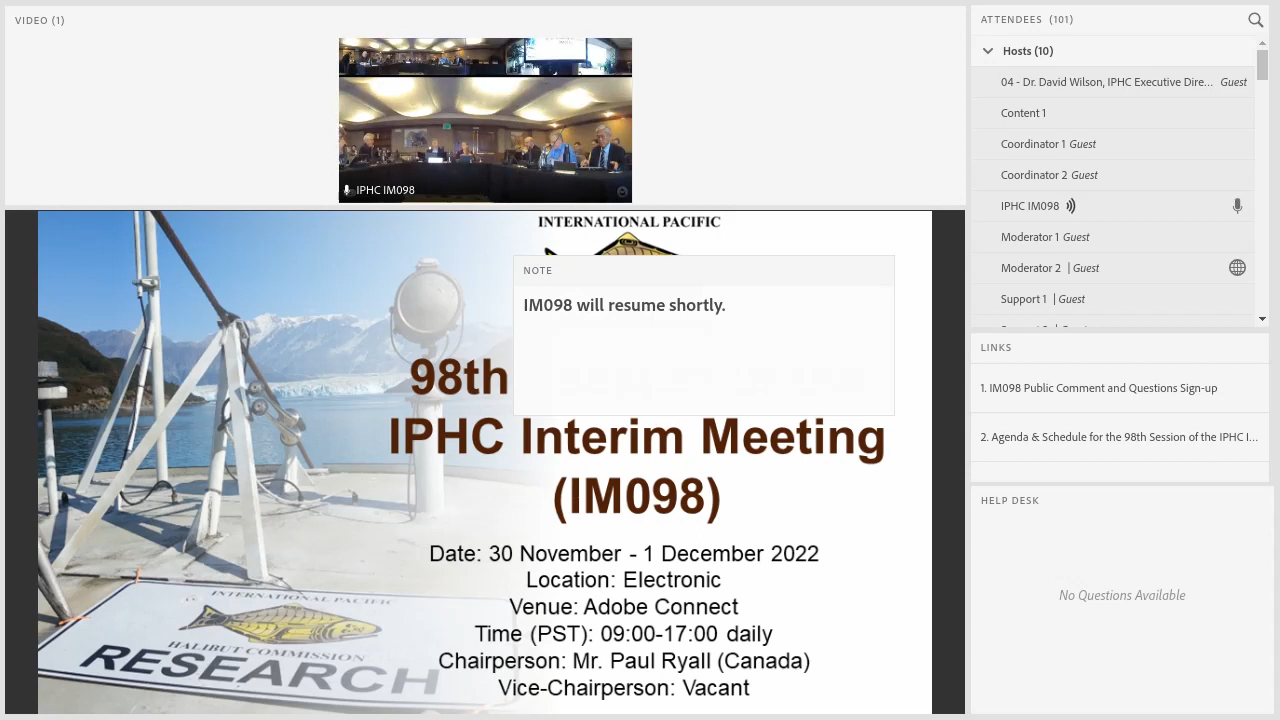 VIDEO (1)
IPHC IM098
INTERNATIONAL PACIFIC
NOTE
IM098 will resume shortly.
98th
IPHC Interim Meeting
(IM098)
Date: 30 November - 1 December 2022
Location: Electronic
Venue: Adobe Connect
Time (PST): 09:00-17:00 daily
Chairperson: Mr. Paul Ryall (Canada)
Vice-Chairperson: Vacant
INTERNATIONAL PACIFIC
HALIBUT COMMISSION
RESEARCH
ATTENDEES (101)
Hosts (10)
04 - Dr. David Wilson, IPHC Executive Dire... Guest
Content 1
Coordinator 1 Guest
Coordinator 2 Guest
IPHC IM098
Moderator 1 Guest
Moderator 2 | Guest
Support 1 | Guest
LINKS
1. IM098 Public Comment and Questions Sign-up
2. Agenda & Schedule for the 98th Session of the IPHC I...
HELP DESK
No Questions Available